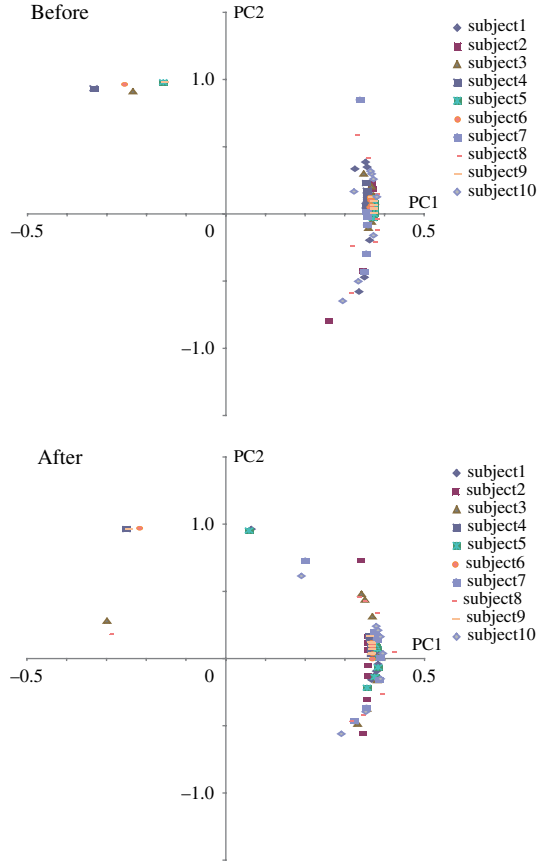 Before
PC2
subject1
subject2
subject3
subject4
subject5
subject6
subject7
subject8
subject9
subject10
1.0
PC1
−0.5
0
0.5
−1.0
After
PC2
subject1
subject2
subject3
subject4
subject5
subject6
subject7
subject8
subject9
subject10
1.0
PC1
−0.5
0
0.5
−1.0